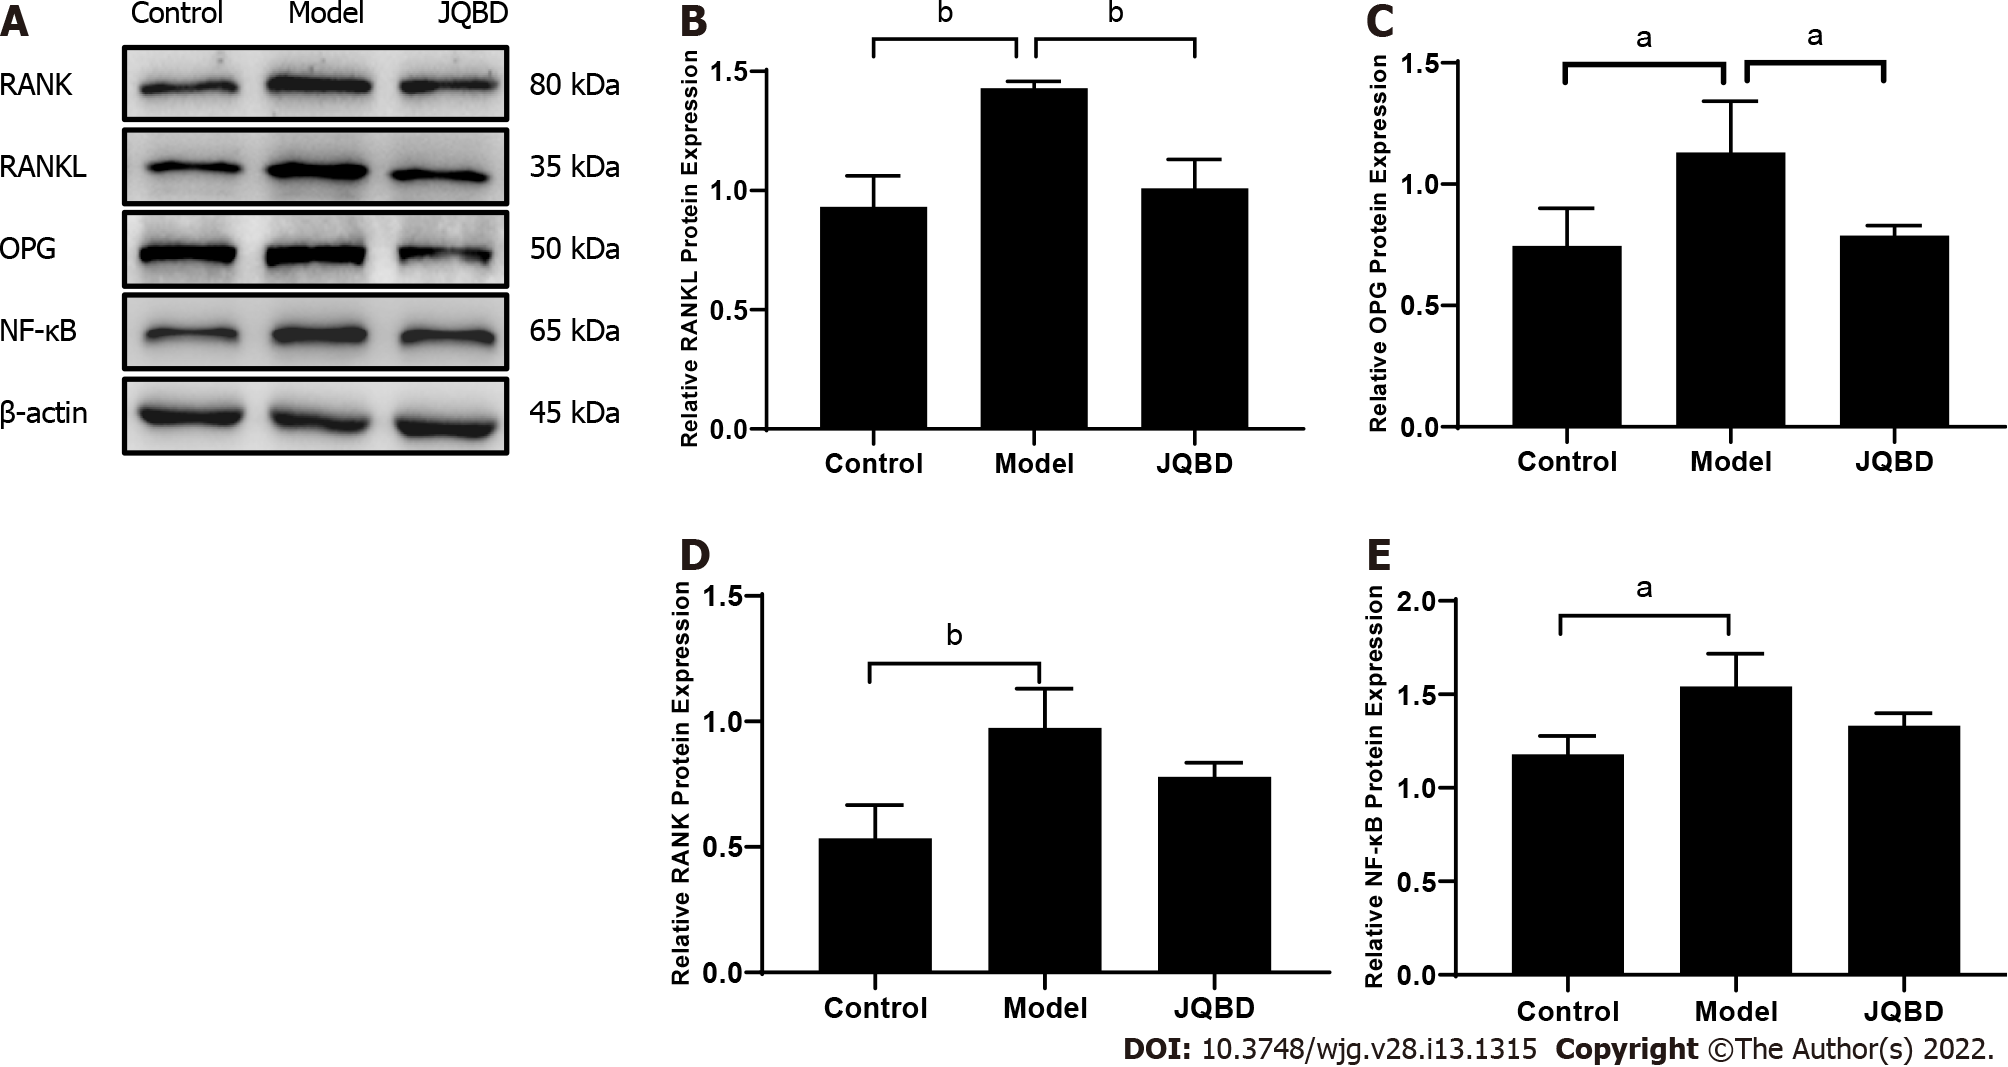 A
Control Model JQBD
RANK 80 kDa
RANKL 35 kDa
OPG 50 kDa
NF-κB 65 kDa
β-actin 45 kDa
B
b b
Relative RANKL Protein Expression
1.5
1.0
0.5
0.0
Control Model JQBD
C
a a
Relative OPG Protein Expression
1.5
1.0
0.5
0.0
Control Model JQBD
D
b
Relative RANK Protein Expression
1.5
1.0
0.5
0.0
Control Model JQBD
E
a
Relative NF-κB Protein Expression
2.0
1.5
1.0
0.5
0.0
Control Model JQBD
DOI: 10.3748/wjg.v28.i13.1315 Copyright ©The Author(s) 2022.